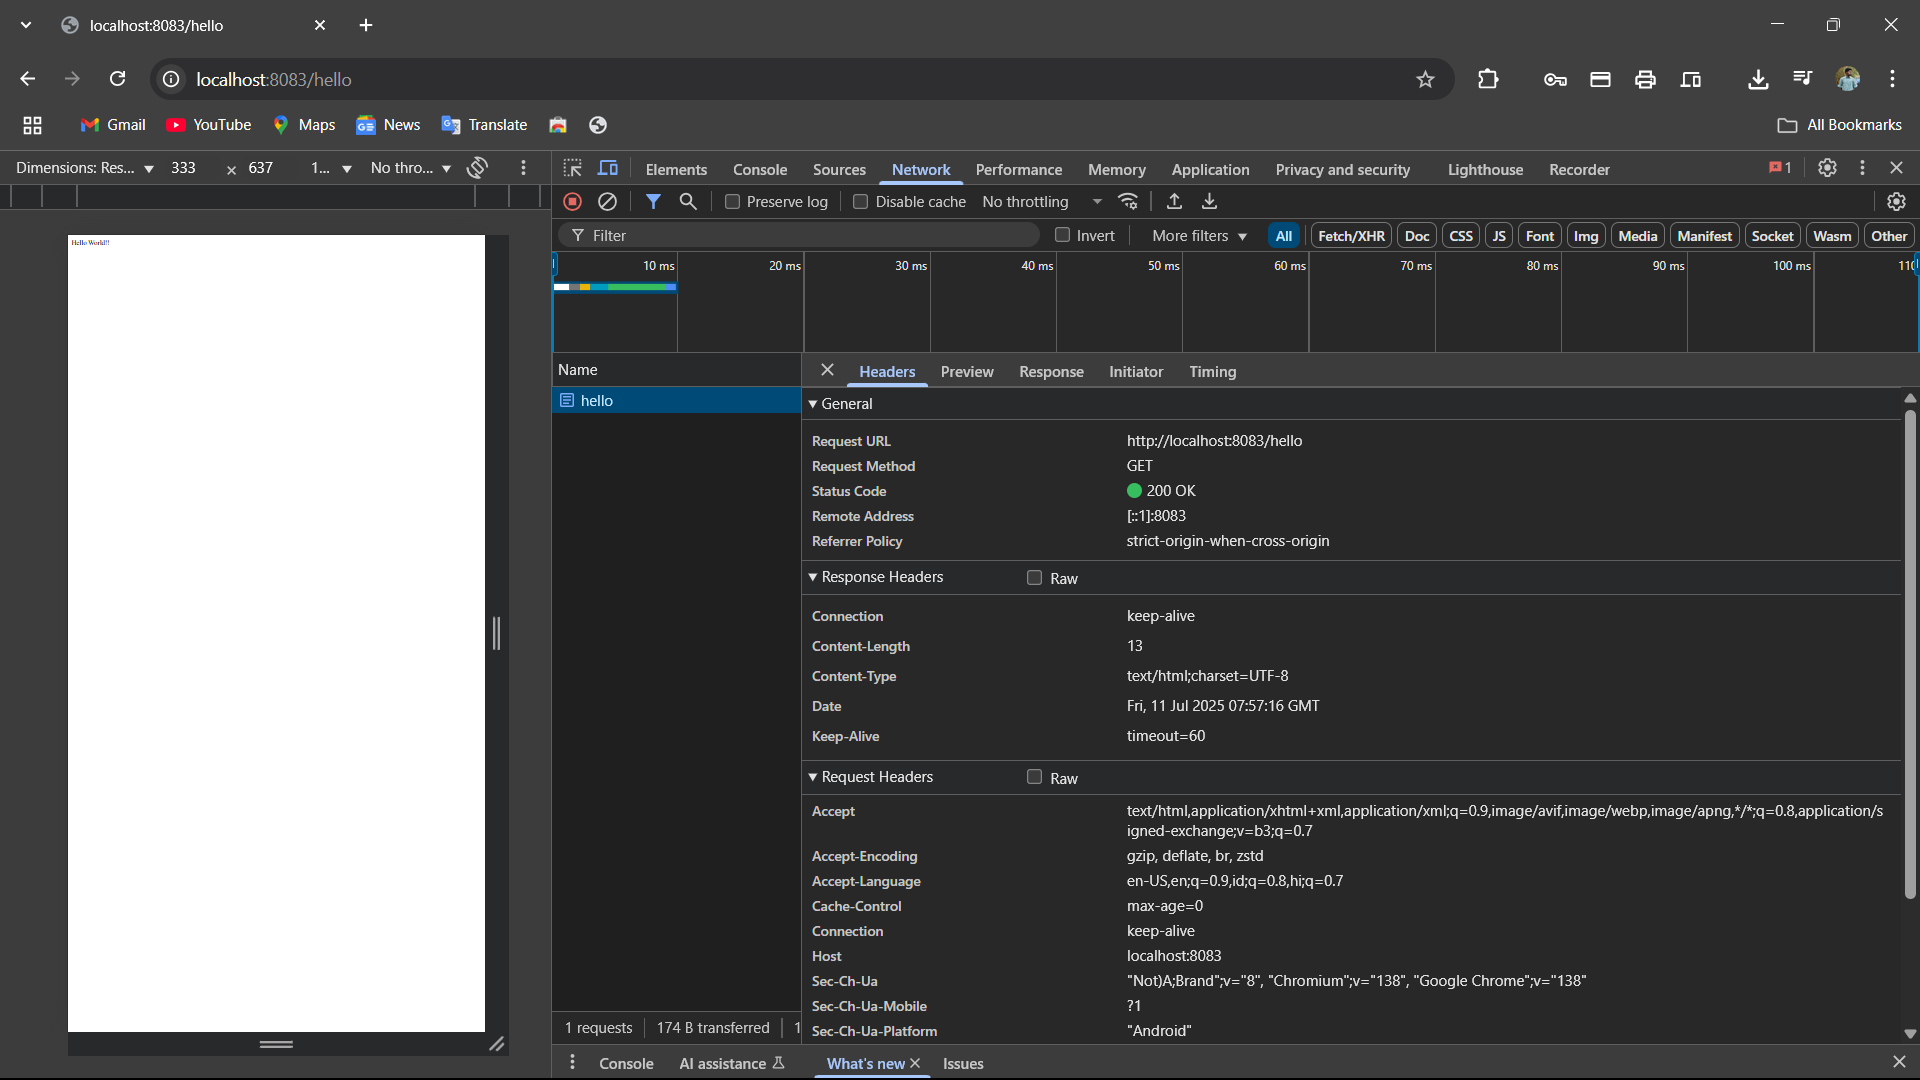 localhost:8083/hello
localhost:8083/hello
Gmail YouTube Maps News Translate All Bookmarks
Dimensions: Res... 333 x 637 1... No thro...
Elements Console Sources Network Performance Memory Application Privacy and security Lighthouse Recorder 1
Preserve log Disable cache No throttling
Filter Invert More filters All Fetch/XHR Doc CSS JS Font Img Media Manifest Socket Wasm Other
10 ms 20 ms 30 ms 40 ms 50 ms 60 ms 70 ms 80 ms 90 ms 100 ms 110
Hello World!!
Name
hello
Headers Preview Response Initiator Timing
General
Request URL http://localhost:8083/hello
Request Method GET
Status Code 200 OK
Remote Address [::1]:8083
Referrer Policy strict-origin-when-cross-origin
Response Headers Raw
Connection keep-alive
Content-Length 13
Content-Type text/html;charset=UTF-8
Date Fri, 11 Jul 2025 07:57:16 GMT
Keep-Alive timeout=60
Request Headers Raw
Accept text/html,application/xhtml+xml,application/xml;q=0.9,image/avif,image/webp,image/apng,*/*;q=0.8,application/s
igned-exchange;v=b3;q=0.7
Accept-Encoding gzip, deflate, br, zstd
Accept-Language en-US,en;q=0.9,id;q=0.8,hi;q=0.7
Cache-Control max-age=0
Connection keep-alive
Host localhost:8083
Sec-Ch-Ua "Not)A;Brand";v="8", "Chromium";v="138", "Google Chrome";v="138"
Sec-Ch-Ua-Mobile ?1
Sec-Ch-Ua-Platform "Android"
1 requests 174 B transferred 1
Console AI assistance What's new Issues